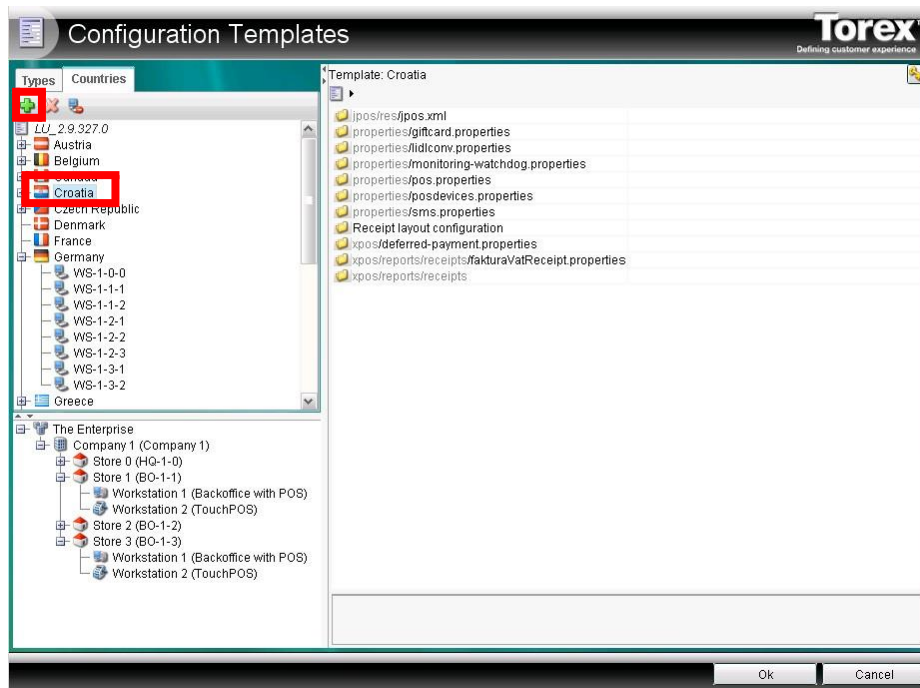 Configuration Templates
Torex
Defining customer experience
Types
Countries
Template: Croatia
LU_2.9.327.0
Austria
Belgium
Canada
Croatia
Czech Republic
Denmark
France
Germany
WS-1-0-0
WS-1-1-1
WS-1-1-2
WS-1-2-1
WS-1-2-2
WS-1-2-3
WS-1-3-1
WS-1-3-2
Greece
jpos/res/jpos.xml
properties/giftcard.properties
properties/lidlconv.properties
properties/monitoring-watchdog.properties
properties/pos.properties
properties/posdevices.properties
properties/sms.properties
Receipt layout configuration
xpos/deferred-payment.properties
xpos/reports/receipts/fakturaVatReceipt.properties
xpos/reports/receipts
The Enterprise
Company 1 (Company 1)
Store 0 (HQ-1-0)
Store 1 (BO-1-1)
Workstation 1 (Backoffice with POS)
Workstation 2 (TouchPOS)
Store 2 (BO-1-2)
Store 3 (BO-1-3)
Workstation 1 (Backoffice with POS)
Workstation 2 (TouchPOS)
Ok
Cancel